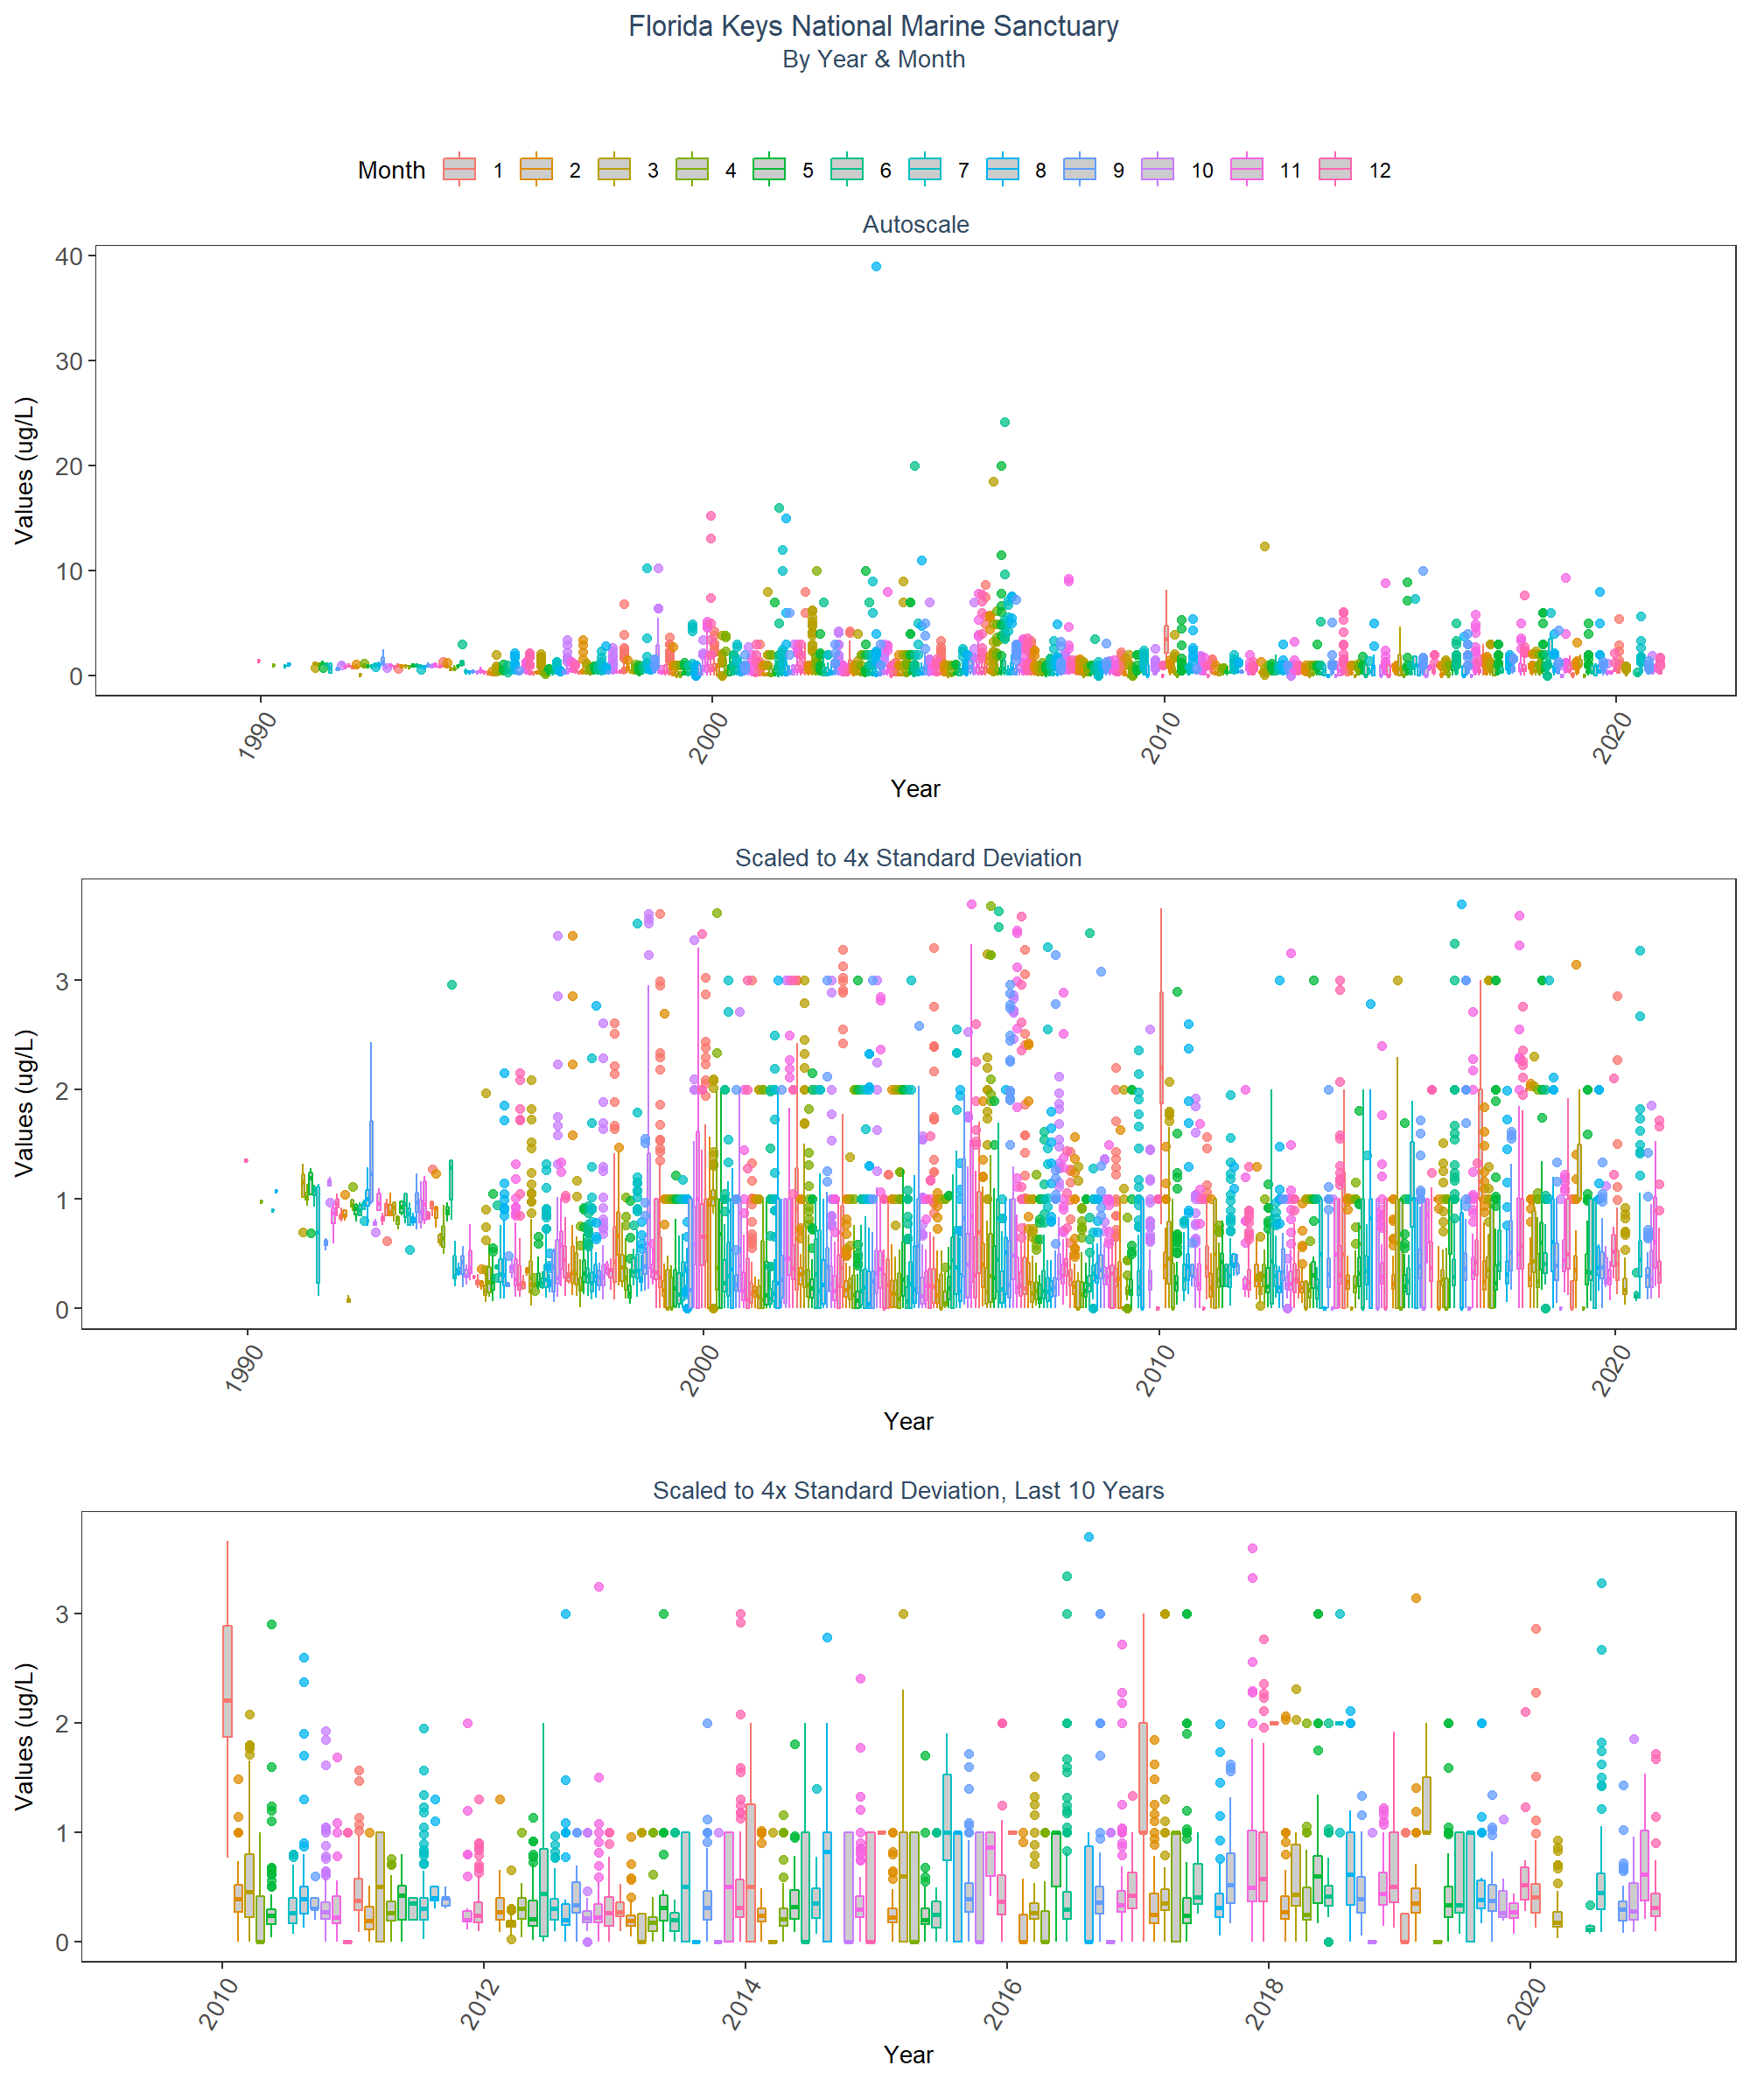 Florida Keys National Marine Sanctuary
By Year & Month
Month 1 2 3 4 5 6 7 8 9 10 11 12
Autoscale
Values (ug/L)
40
30
20
10
0
1990 2000 2010 2020
Year
Scaled to 4x Standard Deviation
Values (ug/L)
3
2
1
0
1990 2000 2010 2020
Year
Scaled to 4x Standard Deviation, Last 10 Years
Values (ug/L)
3
2
1
0
2010 2012 2014 2016 2018 2020
Year